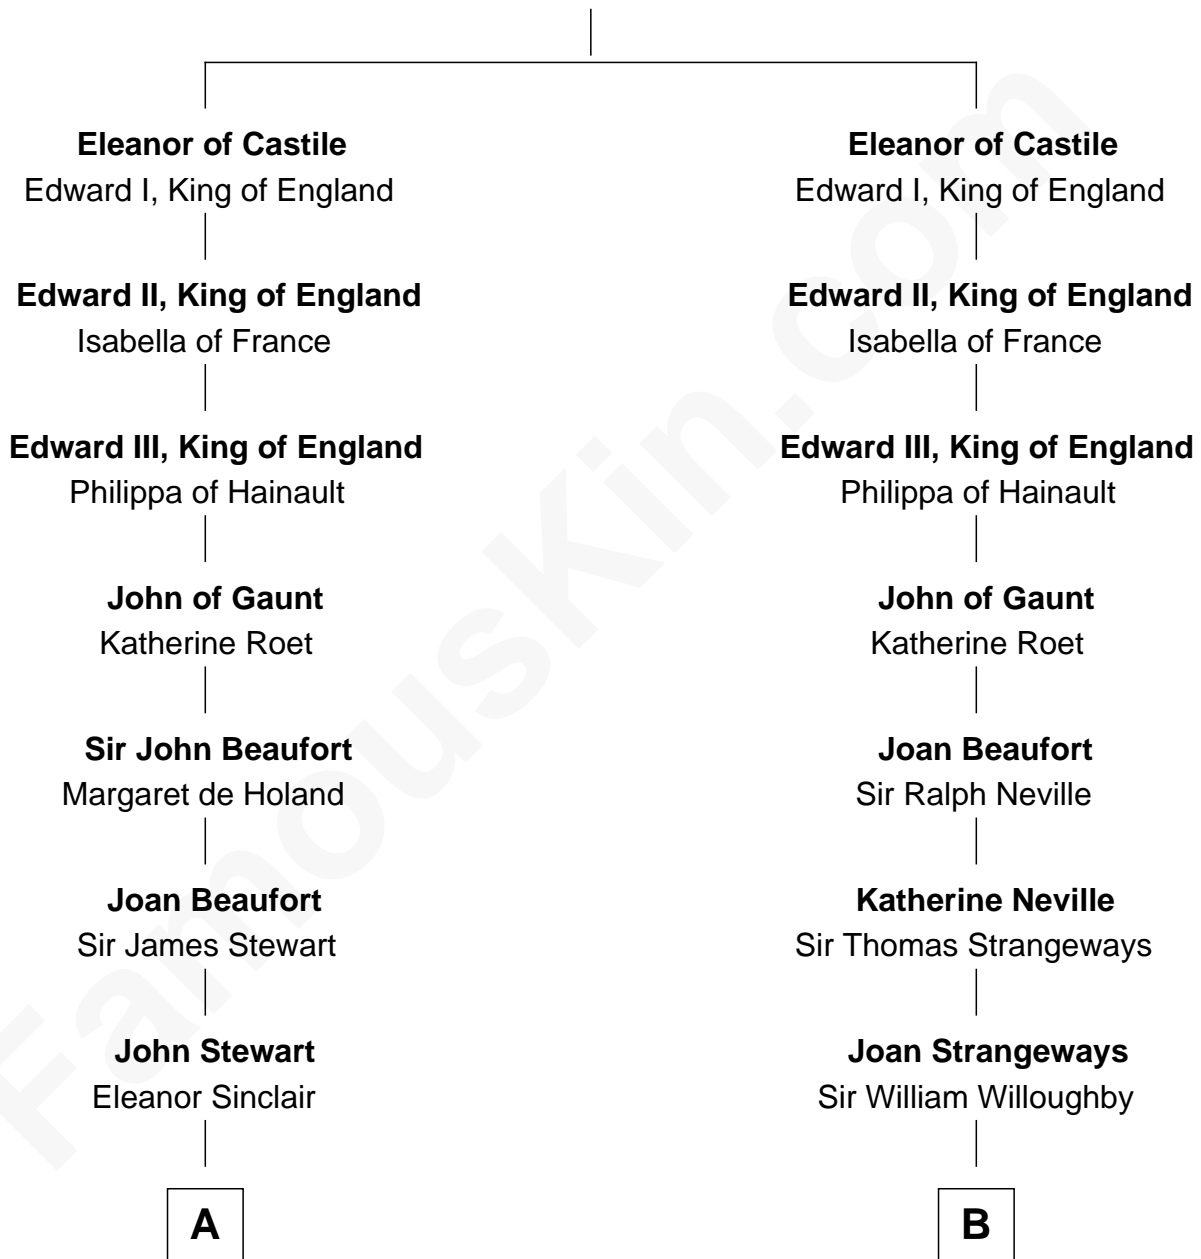 Eleanor of Castile
Edward I, King of England
Edward II, King of England
Isabella of France
Edward III, King of England
Philippa of Hainault
John of Gaunt
Katherine Roet
Sir John Beaufort
Margaret de Holand
Joan Beaufort
Sir James Stewart
John Stewart
Eleanor Sinclair
A
Eleanor of Castile
Edward I, King of England
Edward II, King of England
Isabella of France
Edward III, King of England
Philippa of Hainault
John of Gaunt
Katherine Roet
Joan Beaufort
Sir Ralph Neville
Katherine Neville
Sir Thomas Strangeways
Joan Strangeways
Sir William Willoughby
B
FamousKin.com